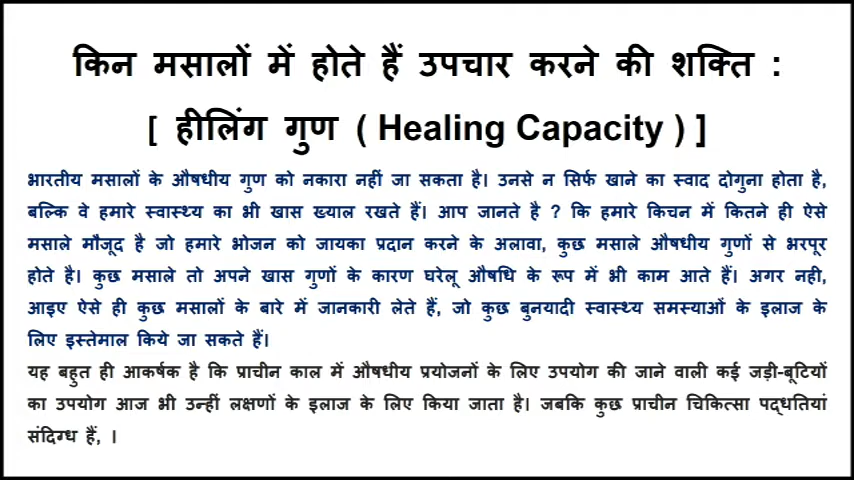 किन मसालों में होते हैं उपचार करने की शक्ति :
[ हीलिंग गुण ( Healing Capacity ) ]
भारतीय मसालों के औषधीय गुण को नकारा नहीं जा सकता है। उनसे न सिर्फ खाने का स्वाद दोगुना होता है,
बल्कि वे हमारे स्वास्थ्य का भी खास ख्याल रखते हैं। आप जानते है ? कि हमारे किचन में कितने ही ऐसे
मसाले मौजूद है जो हमारे भोजन को जायका प्रदान करने के अलावा, कुछ मसाले औषधीय गुणों से भरपूर
होते है। कुछ मसाले तो अपने खास गुणों के कारण घरेलू औषधि के रूप में भी काम आते हैं। अगर नही,
आइए ऐसे ही कुछ मसालों के बारे में जानकारी लेते हैं, जो कुछ बुनयादी स्वास्थ्य समस्याओं के इलाज के
लिए इस्तेमाल किये जा सकते हैं।
यह बहुत ही आकर्षक है कि प्राचीन काल में औषधीय प्रयोजनों के लिए उपयोग की जाने वाली कई जड़ी-बूटियों
का उपयोग आज भी उन्हीं लक्षणों के इलाज के लिए किया जाता है। जबकि कुछ प्राचीन चिकित्सा पद्धतियां
संदिग्ध हैं, ।